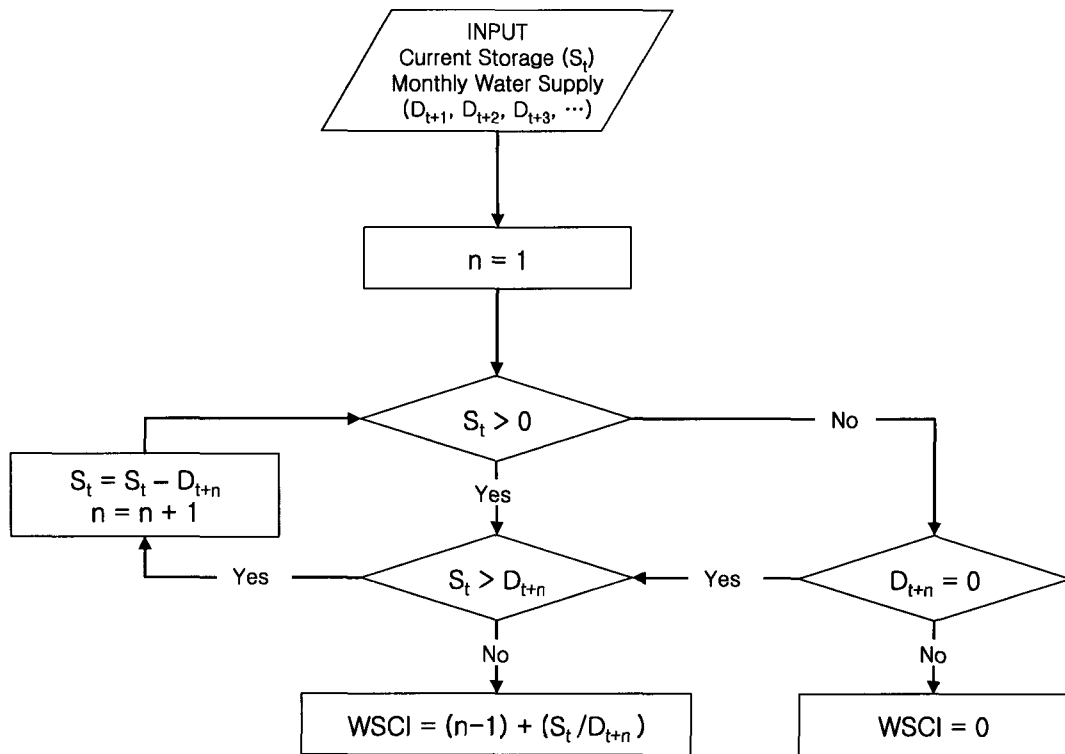 INPUT
Current Storage (Sₜ)
Monthly Water Supply
(Dₜ₊₁, Dₜ₊₂, Dₜ₊₃, ⋯)
n = 1
Sₜ > 0
No
Sₜ = Sₜ − Dₜ₊ₙ
n = n + 1
Yes
Yes
Sₜ > Dₜ₊ₙ
Yes
Dₜ₊ₙ = 0
No
No
WSCI = (n−1) + (Sₜ/Dₜ₊ₙ)
WSCI = 0